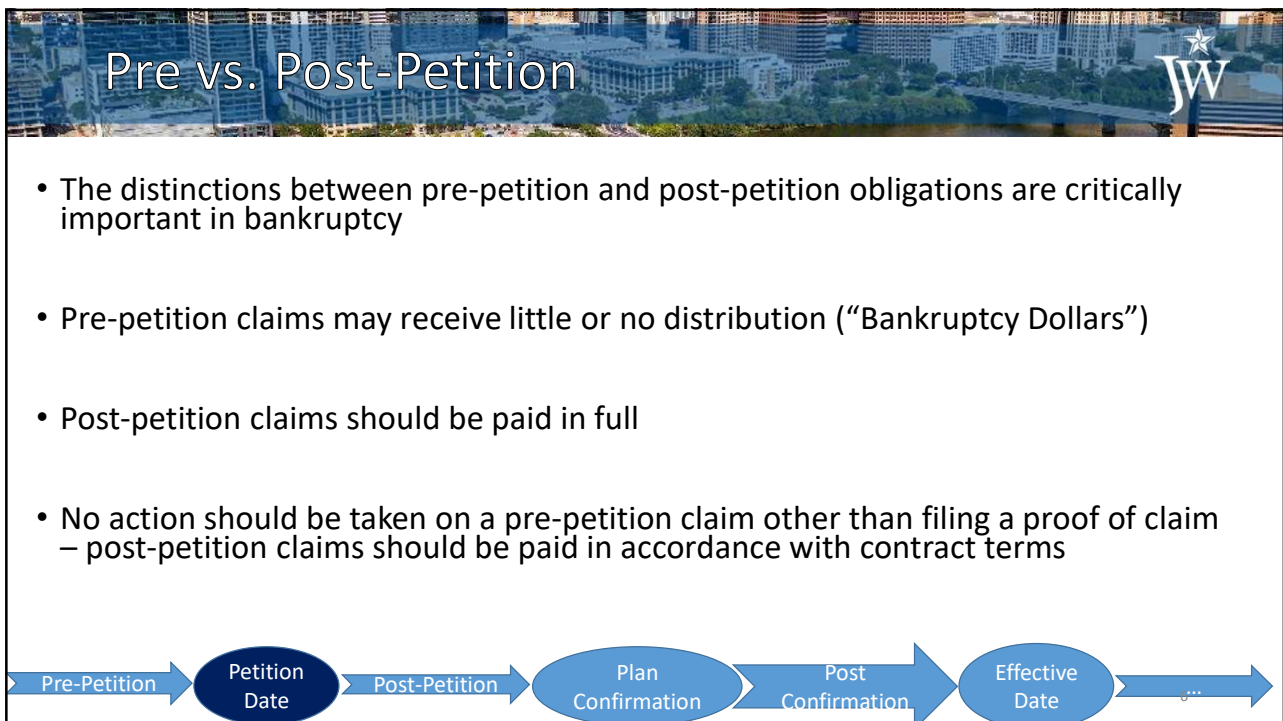 Pre vs. Post-Petition
JW
• The distinctions between pre-petition and post-petition obligations are critically
important in bankruptcy
• Pre-petition claims may receive little or no distribution (“Bankruptcy Dollars”)
• Post-petition claims should be paid in full
• No action should be taken on a pre-petition claim other than filing a proof of claim
– post-petition claims should be paid in accordance with contract terms
Pre-Petition
Petition
Date
Post-Petition
Plan
Confirmation
Post
Confirmation
Effective
Date
...